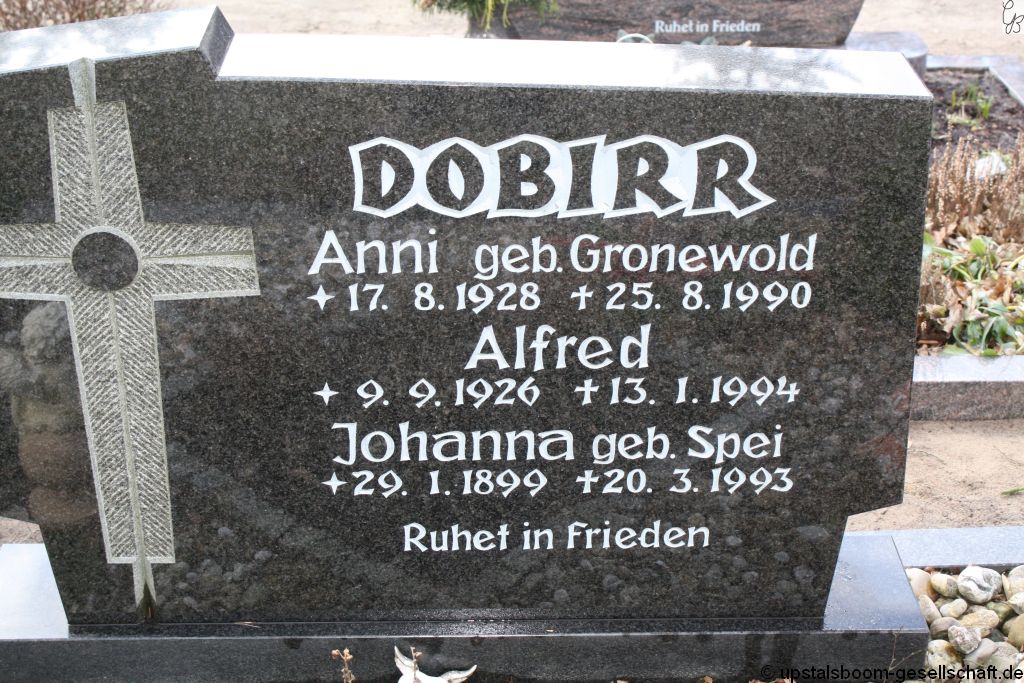 Ruhet in Frieden
GB
DOBIRR
Anni geb. Gronewold
✦ 17. 8. 1928 ✝ 25. 8. 1990
Alfred
✦ 9. 9. 1926 ✝ 13. 1. 1994
Johanna geb. Spei
✦ 29. 1. 1899 ✝ 20. 3. 1993
Ruhet in Frieden
© upstalsboom-gesellschaft.de